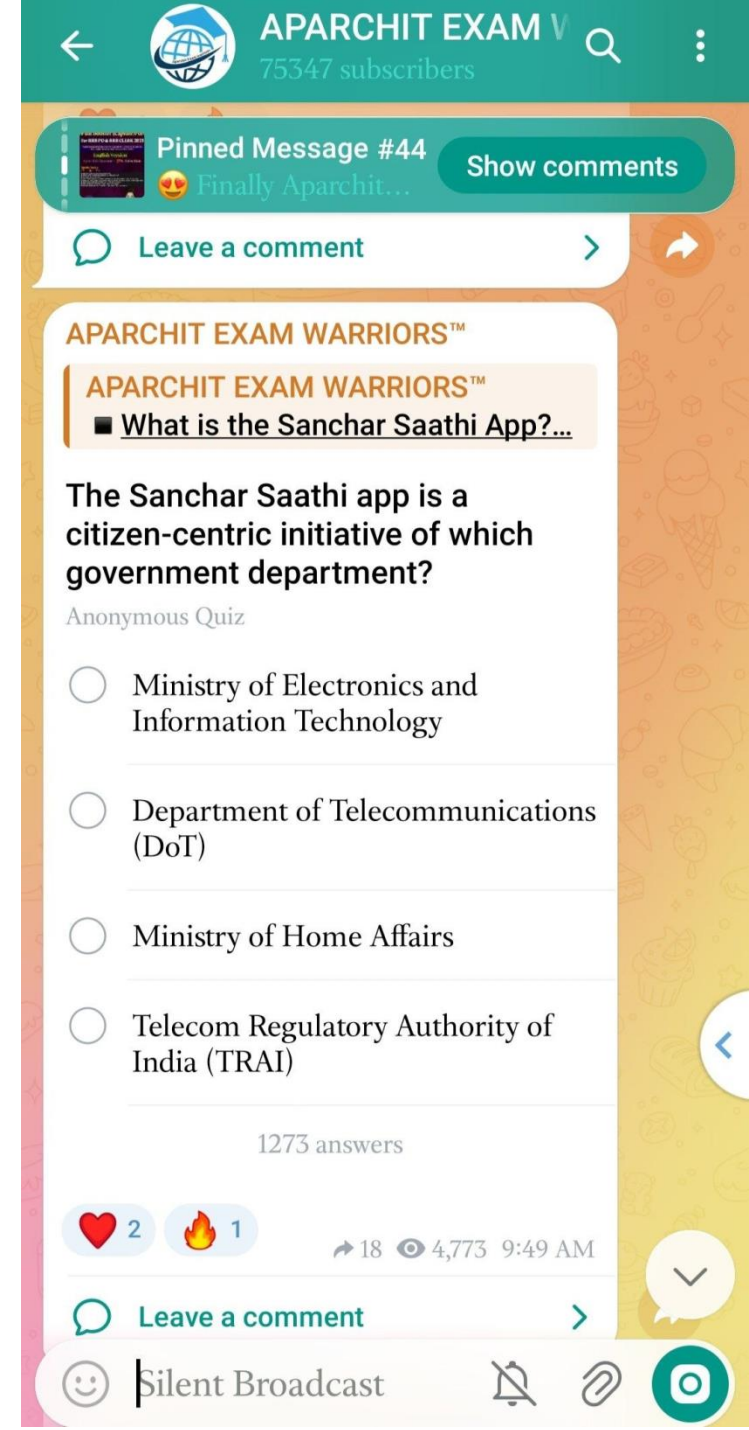 APARCHIT EXAM W
75347 subscribers
Pinned Message #44
😍 Finally Aparchit...
Show comments
Leave a comment
APARCHIT EXAM WARRIORS™
APARCHIT EXAM WARRIORS™
▪ What is the Sanchar Saathi App?...
The Sanchar Saathi app is a
citizen-centric initiative of which
government department?
Anonymous Quiz
Ministry of Electronics and
Information Technology
Department of Telecommunications
(DoT)
Ministry of Home Affairs
Telecom Regulatory Authority of
India (TRAI)
1273 answers
❤️ 2 🔥 1
18 4,773 9:49 AM
Leave a comment
Silent Broadcast